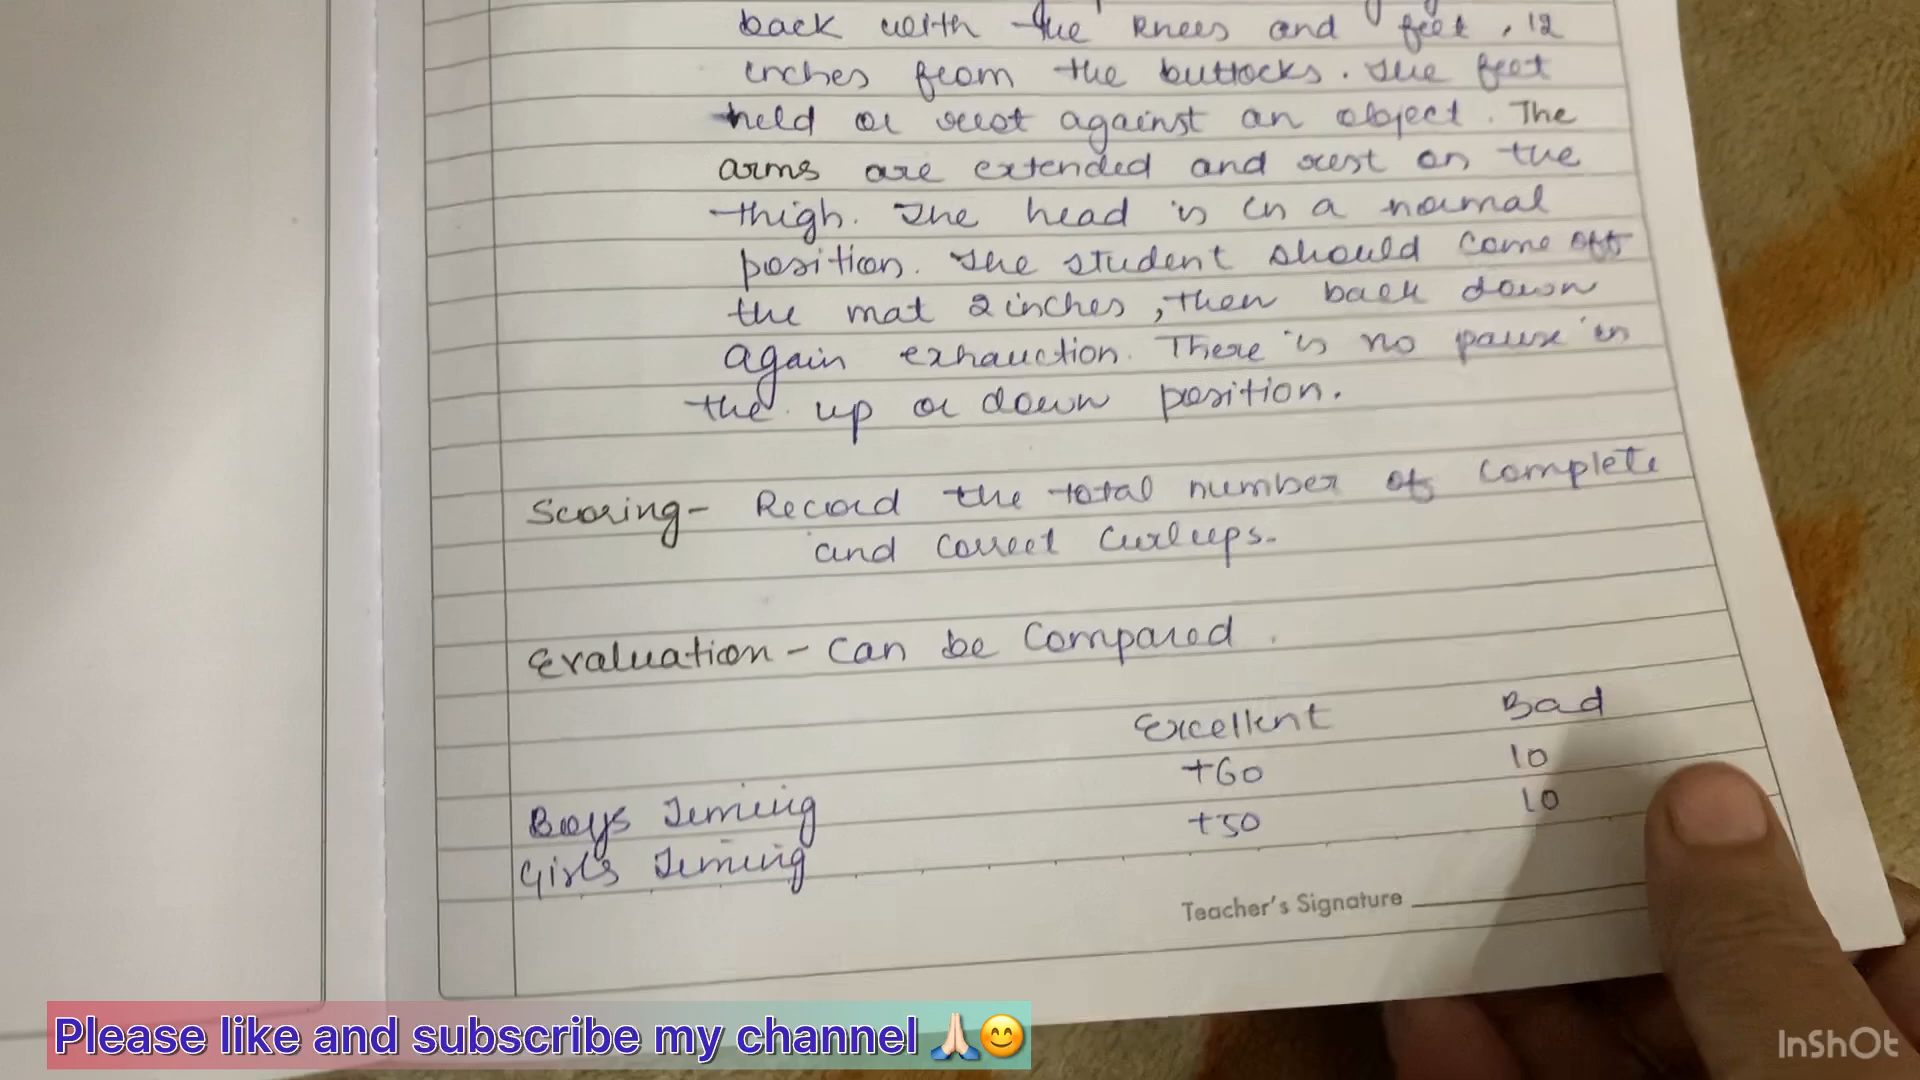 back with the knees and feet, 12
inches from the buttocks. The feet
held or rest against an object. The
arms are extended and rest on the
thigh. The head is in a normal
position. The student should come off
the mat 2 inches, then back down
again exhauction. There is no pause in
the up or down position.
Scoring- Record the total number of complete
and correct Curlups.
Evaluation - Can be Compared.
Excellent Bad
+60 10
Boys Timing
+50 10
Girls Timing
Teacher's Signature
Please like and subscribe my channel 🙏🏻😊
InShOt